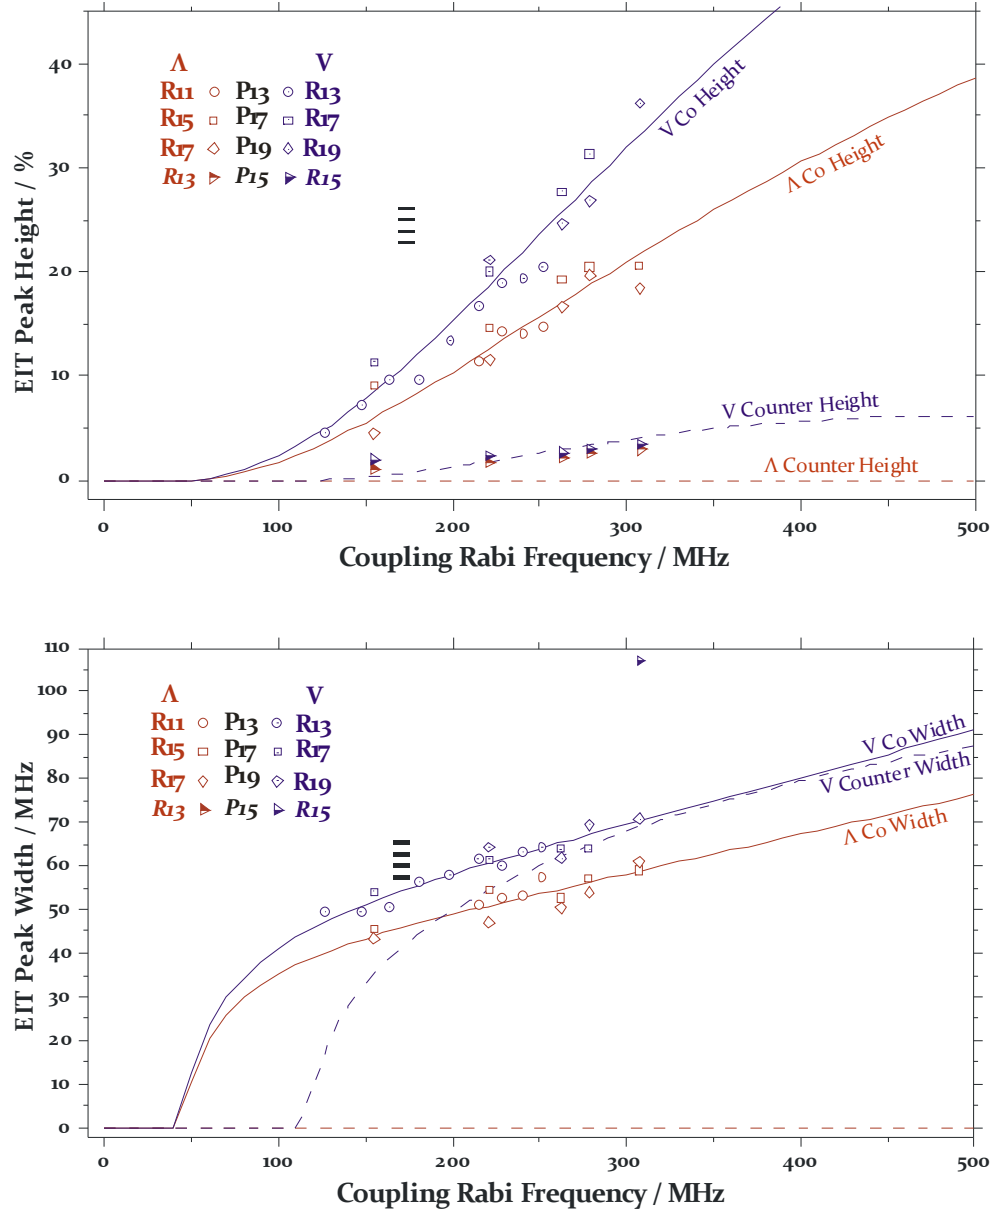 EIT Peak Height / %
40
30
20
10
0
Λ V
R11 P13 R13
R15 P17 R17
R17 P19 R19
R13 P15 R15
V Co Height
Λ Co Height
V Counter Height
Λ Counter Height
0 100 200 300 400 500
Coupling Rabi Frequency / MHz
EIT Peak Width / MHz
110
100
90
80
70
60
50
40
30
20
10
0
Λ V
R11 P13 R13
R15 P17 R17
R17 P19 R19
R13 P15 R15
V Co Width
V Counter Width
Λ Co Width
0 100 200 300 400 500
Coupling Rabi Frequency / MHz